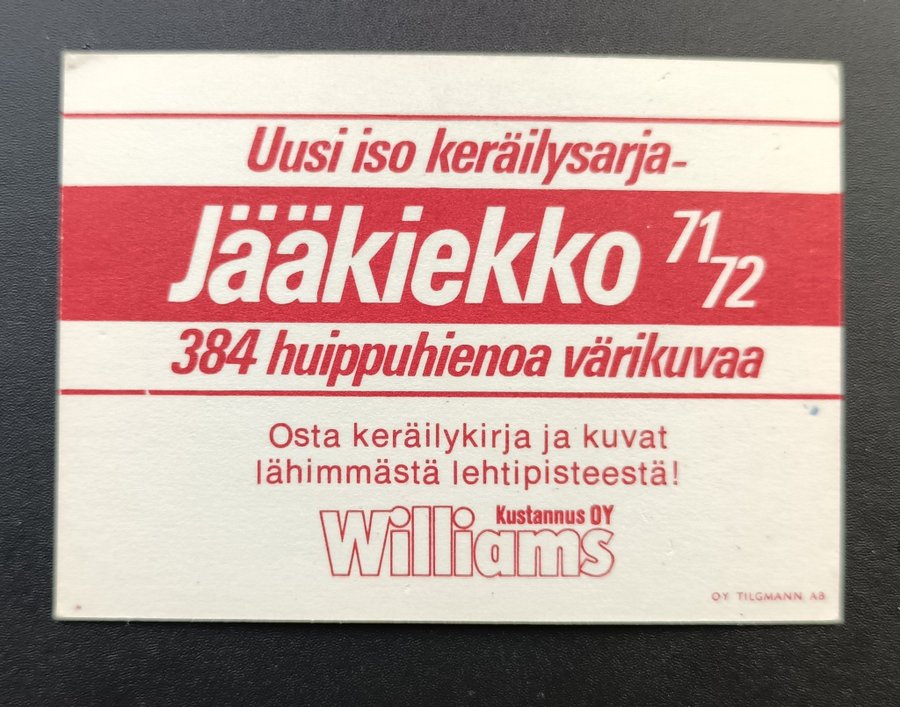 Uusi iso keräilysarja-
Jääkiekko 71/72
384 huippuhienoa värikuvaa
Osta keräilykirja ja kuvat
lähimmästä lehtipisteestä!
Kustannus OY
Williams
OY TILGMANN AB